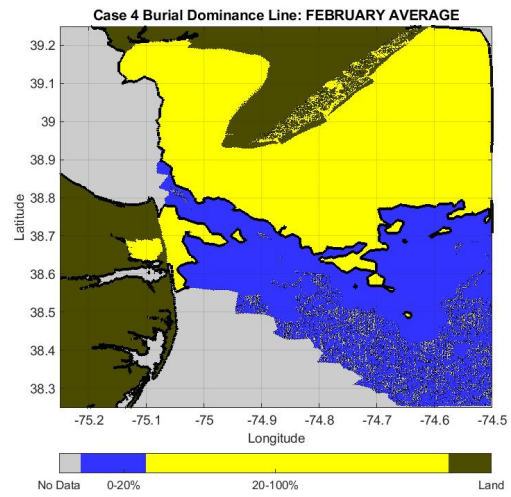 Case 4 Burial Dominance Line: FEBRUARY AVERAGE
39.2
39.1
39
38.9
38.8
38.7
38.6
38.5
38.4
38.3
Latitude
-75.2 -75.1 -75 -74.9 -74.8 -74.7 -74.6 -74.5
Longitude
No Data 0-20% 20-100% Land